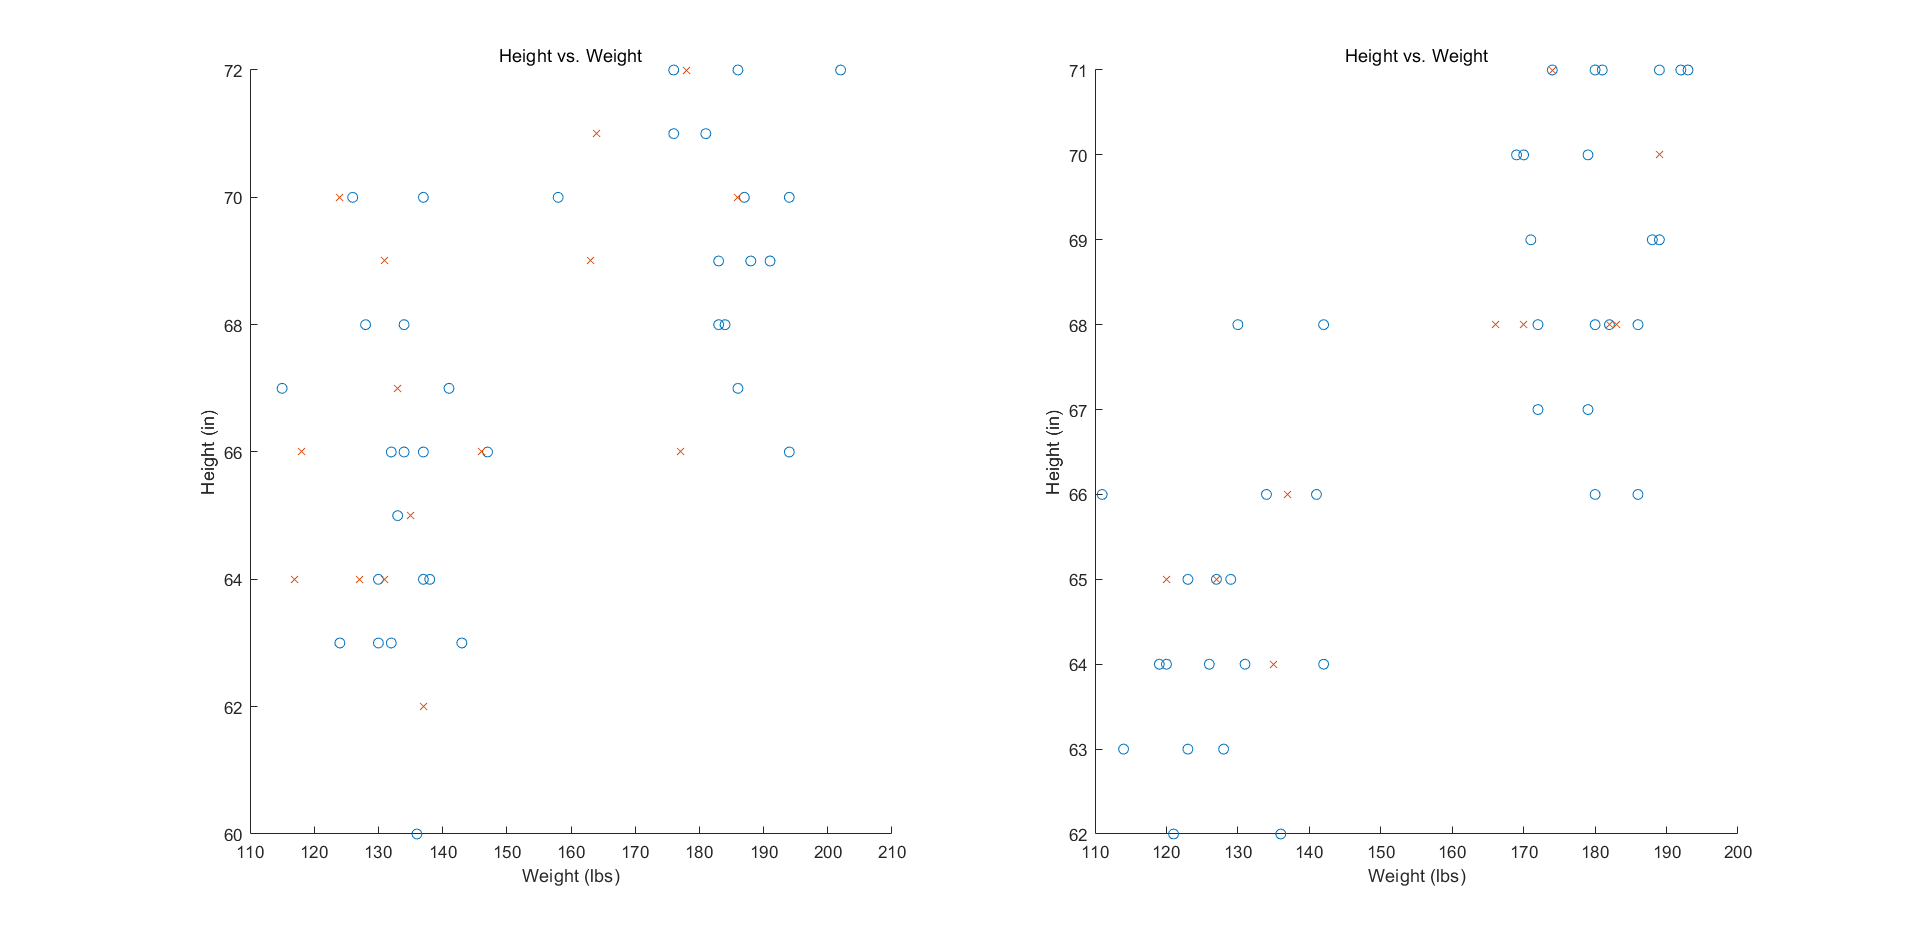 Height vs. Weight
72
70
68
66
64
62
60
Height (in)
110 120 130 140 150 160 170 180 190 200 210
Weight (lbs)
Height vs. Weight
71
70
69
68
67
66
65
64
63
62
Height (in)
110 120 130 140 150 160 170 180 190 200
Weight (lbs)